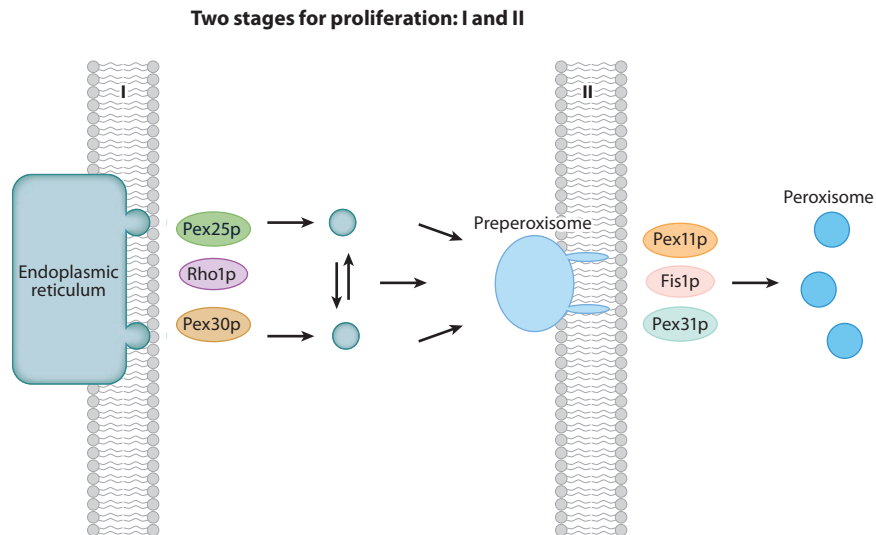 Two stages for proliferation: I and II
I
II
Endoplasmic
reticulum
Pex25p
Rho1p
Pex30p
Preperoxisome
Pex11p
Fis1p
Pex31p
Peroxisome